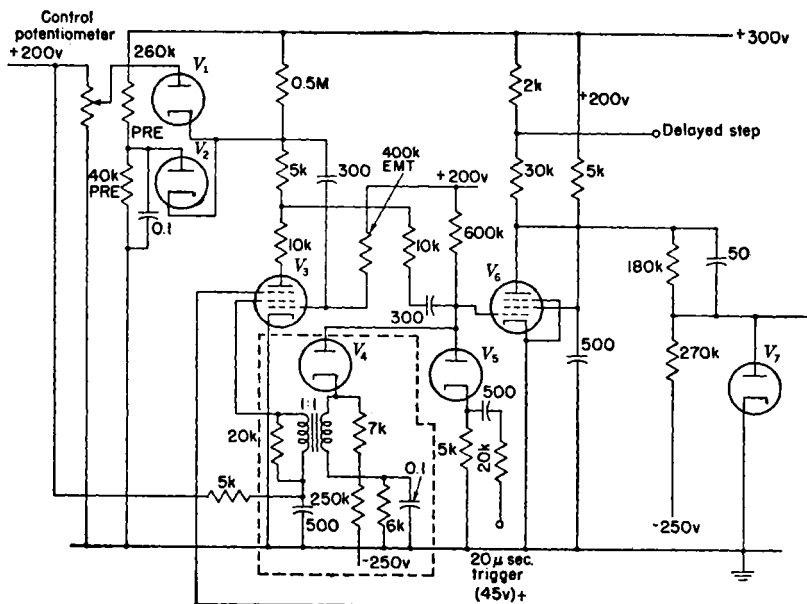 Control
potentiometer
+200v
260k
V1
+300v
0.5M
2k
+200v
PRE
V2
400k
EMT
Delayed step
300
5k
+200v
30k
5k
40k
PRE
0.1
600k
10k
10k
V3
V6
180k
50
300
V4
V5
500
270k
V7
1:1
500
20k
7k
5k
20k
0.1
5k
250k
500
6k
-250v
-250v
20μ sec.
trigger
(45v)+